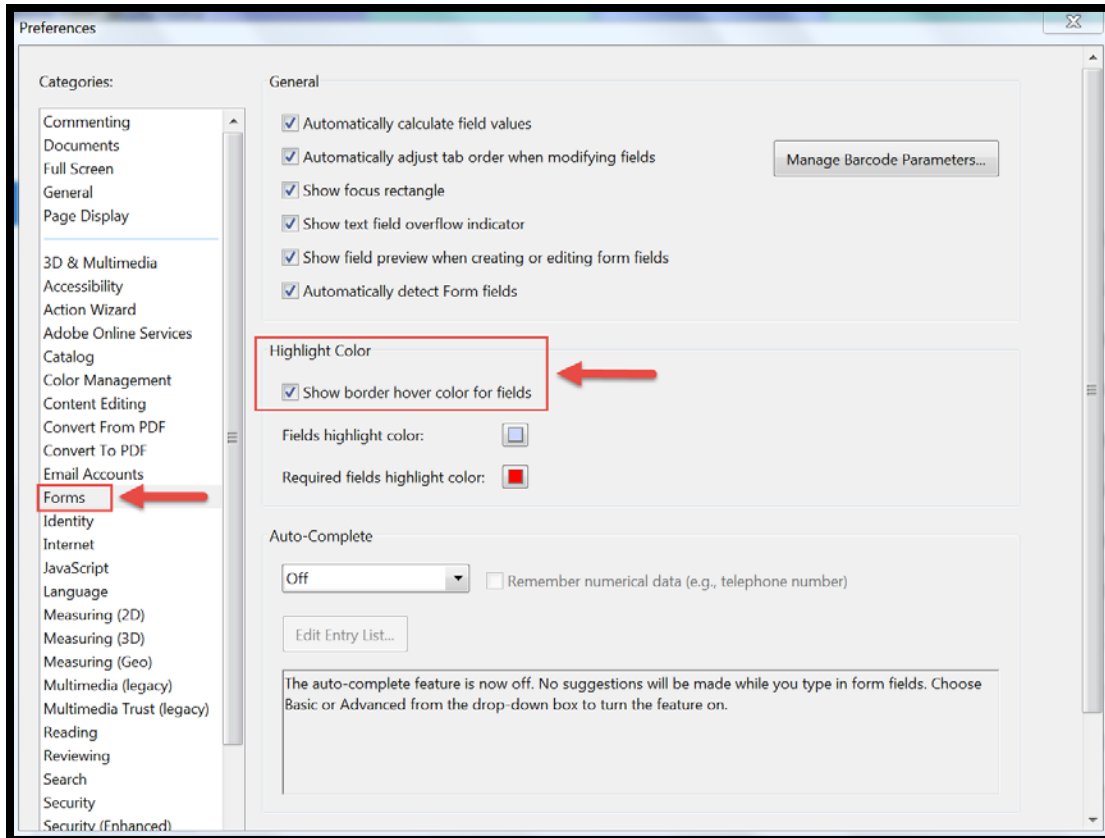 Preferences
Categories:
Commenting
Documents
Full Screen
General
Page Display
3D & Multimedia
Accessibility
Action Wizard
Adobe Online Services
Catalog
Color Management
Content Editing
Convert From PDF
Convert To PDF
Email Accounts
Forms
Identity
Internet
JavaScript
Language
Measuring (2D)
Measuring (3D)
Measuring (Geo)
Multimedia (legacy)
Multimedia Trust (legacy)
Reading
Reviewing
Search
Security
Security (Enhanced)
General
Automatically calculate field values
Automatically adjust tab order when modifying fields
Manage Barcode Parameters...
Show focus rectangle
Show text field overflow indicator
Show field preview when creating or editing form fields
Automatically detect Form fields
Highlight Color
Show border hover color for fields
Fields highlight color:
Required fields highlight color:
Auto-Complete
Off
Remember numerical data (e.g., telephone number)
Edit Entry List...
The auto-complete feature is now off. No suggestions will be made while you type in form fields. Choose
Basic or Advanced from the drop-down box to turn the feature on.